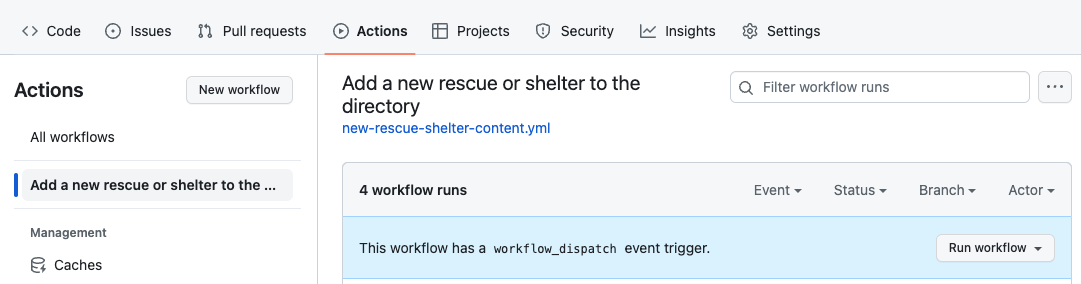 Code Issues Pull requests Actions Projects Security Insights Settings
Actions
New workflow
All workflows
Add a new rescue or shelter to the ...
Management
Caches
Add a new rescue or shelter to the
directory
new-rescue-shelter-content.yml
Filter workflow runs
4 workflow runs
Event Status Branch Actor
This workflow has a workflow_dispatch event trigger.
Run workflow